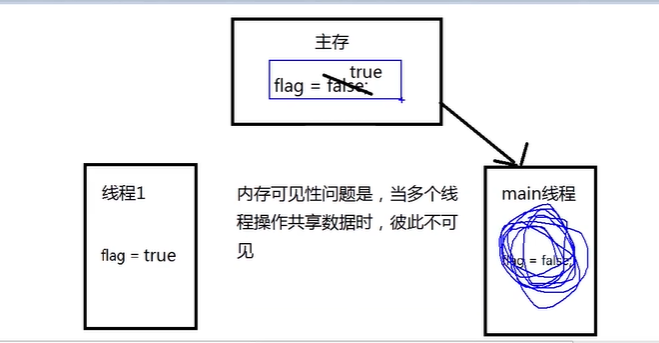 主存
true
flag = false;
线程1
flag = true
内存可见性问题是，当多个线
程操作共享数据时，彼此不可
见
main线程
flag = false;